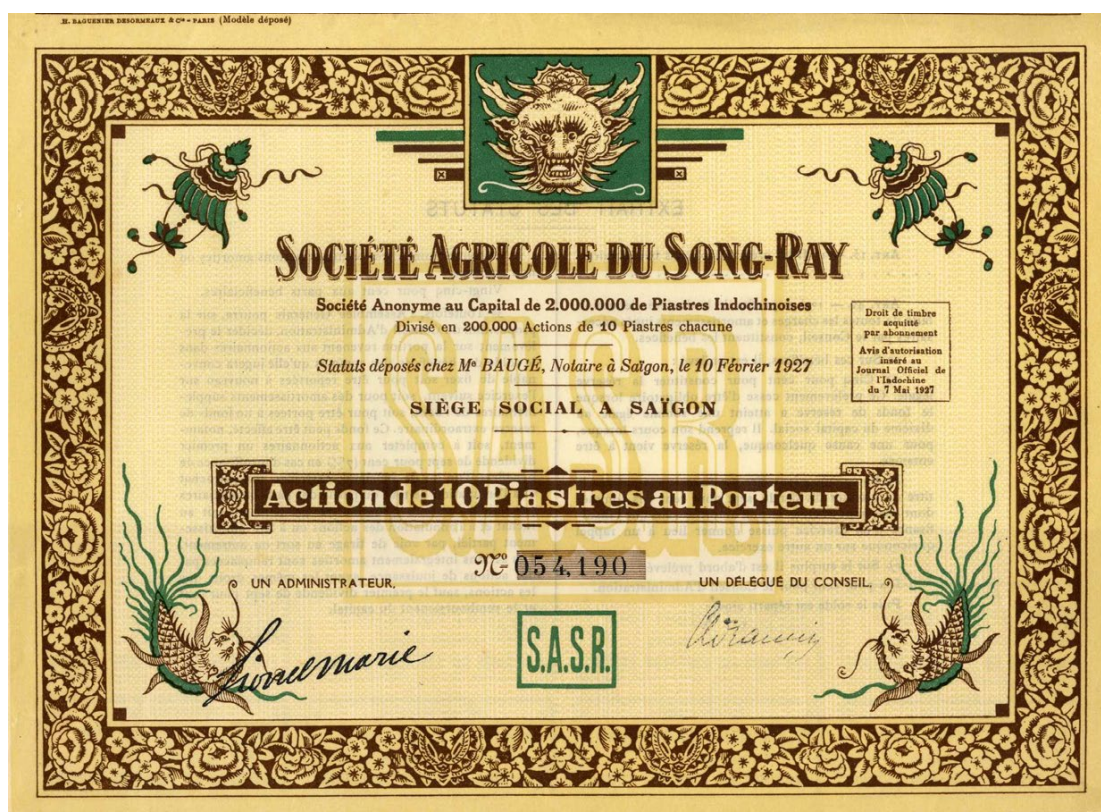 H. RAGUENIER DESORMEAUX & Cie - PARIS (Modèle déposé)
SOCIÉTÉ AGRICOLE DU SONG-RAY
Société Anonyme au Capital de 2.000.000 de Piastres Indochinoises
Divisé en 200.000 Actions de 10 Piastres chacune
Statuts déposés chez Me BAUGÉ, Notaire à Saïgon, le 10 Février 1927
SIÈGE SOCIAL A SAÏGON
Droit de timbre
acquitté
par abonnement
Avis d'autorisation
inséré au
Journal Officiel de
l'Indochine
du 7 Mai 1927
S.A.S.R.
Action de 10 Piastres au Porteur
No 054,190
UN ADMINISTRATEUR,
UN DÉLÉGUÉ DU CONSEIL,
Lionel Marie
S.A.S.R.